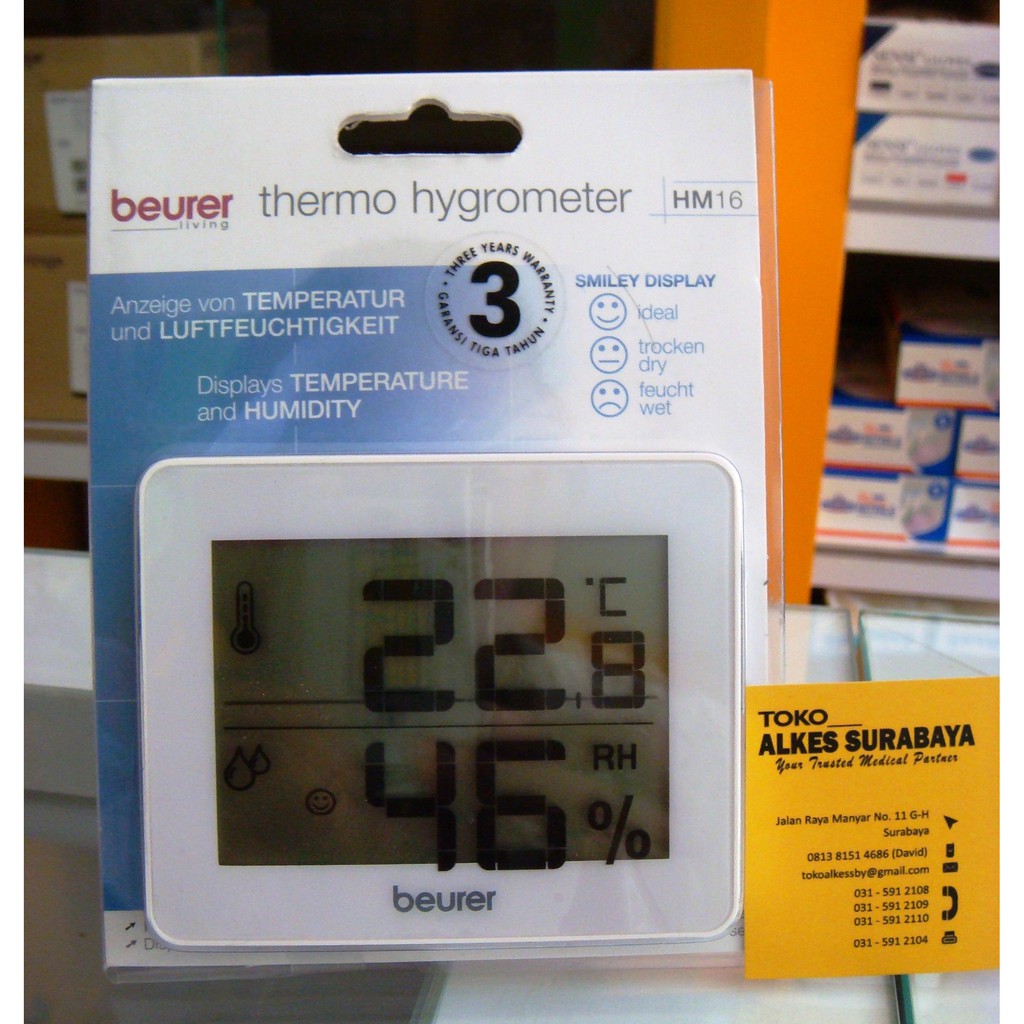 beurer
living
thermo hygrometer
HM16
THREE YEARS WARRANTY
3
GARANSI TIGA TAHUN
Anzeige von TEMPERATUR
und LUFTFEUCHTIGKEIT
Displays TEMPERATURE
and HUMIDITY
SMILEY DISPLAY
ideal
trocken
dry
feucht
wet
22,8 °C
46 % RH
beurer
TOKO
ALKES SURABAYA
Your Trusted Medical Partner
Jalan Raya Manyar No. 11 G-H
Surabaya
0813 8151 4686 (David)
tokoalkessby@gmail.com
031 - 591 2108
031 - 591 2109
031 - 591 2110
031 - 591 2104